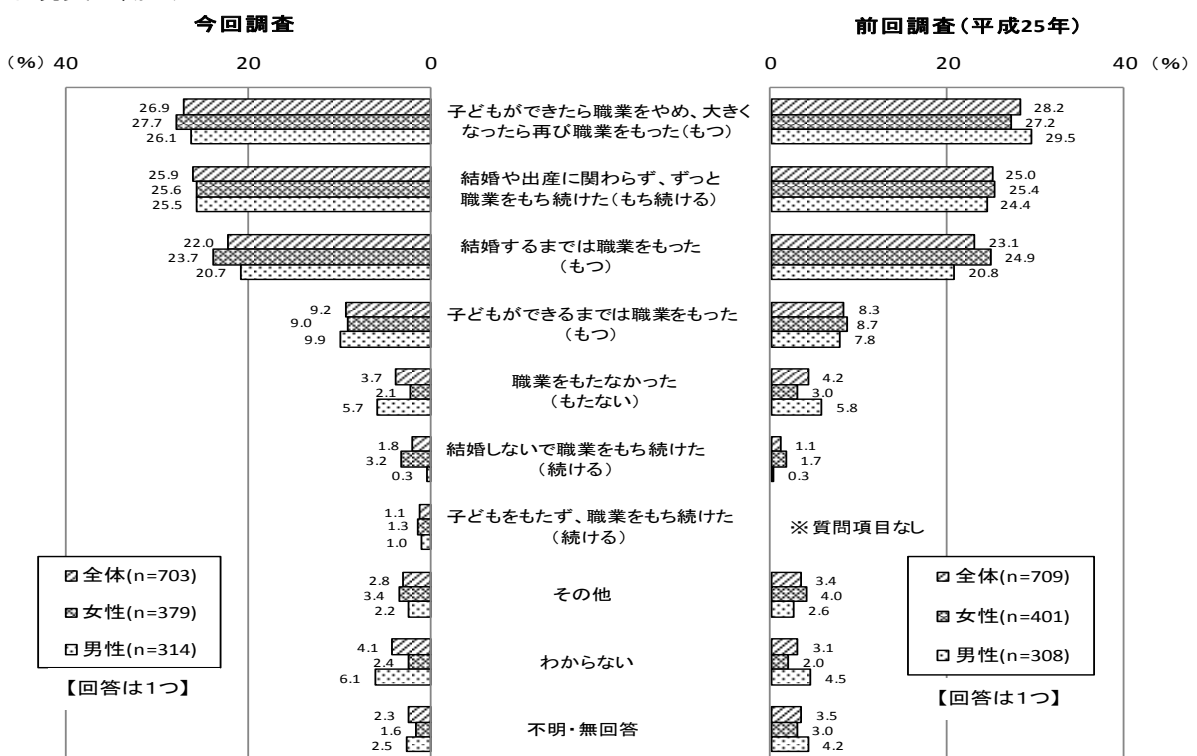 今回調査
前回調査(平成25年)
(%) 40 20 0
0 20 40 (%)
26.9
27.7
26.1
子どもができたら職業をやめ、大きく
なったら再び職業をもった(もつ)
28.2
27.2
29.5
25.9
25.6
25.5
結婚や出産に関わらず、ずっと
職業をもち続けた(もち続ける)
25.0
25.4
24.4
22.0
23.7
20.7
結婚するまでは職業をもった
(もつ)
23.1
24.9
20.8
9.2
9.0
9.9
子どもができるまでは職業をもった
(もつ)
8.3
8.7
7.8
3.7
2.1
5.7
職業をもたなかった
(もたない)
4.2
3.0
5.8
1.8
3.2
0.3
結婚しないで職業をもち続けた
(続ける)
1.1
1.7
0.3
1.1
1.3
1.0
子どもをもたず、職業をもち続けた
(続ける)
※質問項目なし
2.8
3.4
2.2
その他
3.4
4.0
2.6
4.1
2.4
6.1
わからない
3.1
2.0
4.5
2.3
1.6
2.5
不明・無回答
3.5
3.0
4.2
全体(n=703)
女性(n=379)
男性(n=314)
【回答は1つ】
全体(n=709)
女性(n=401)
男性(n=308)
【回答は1つ】